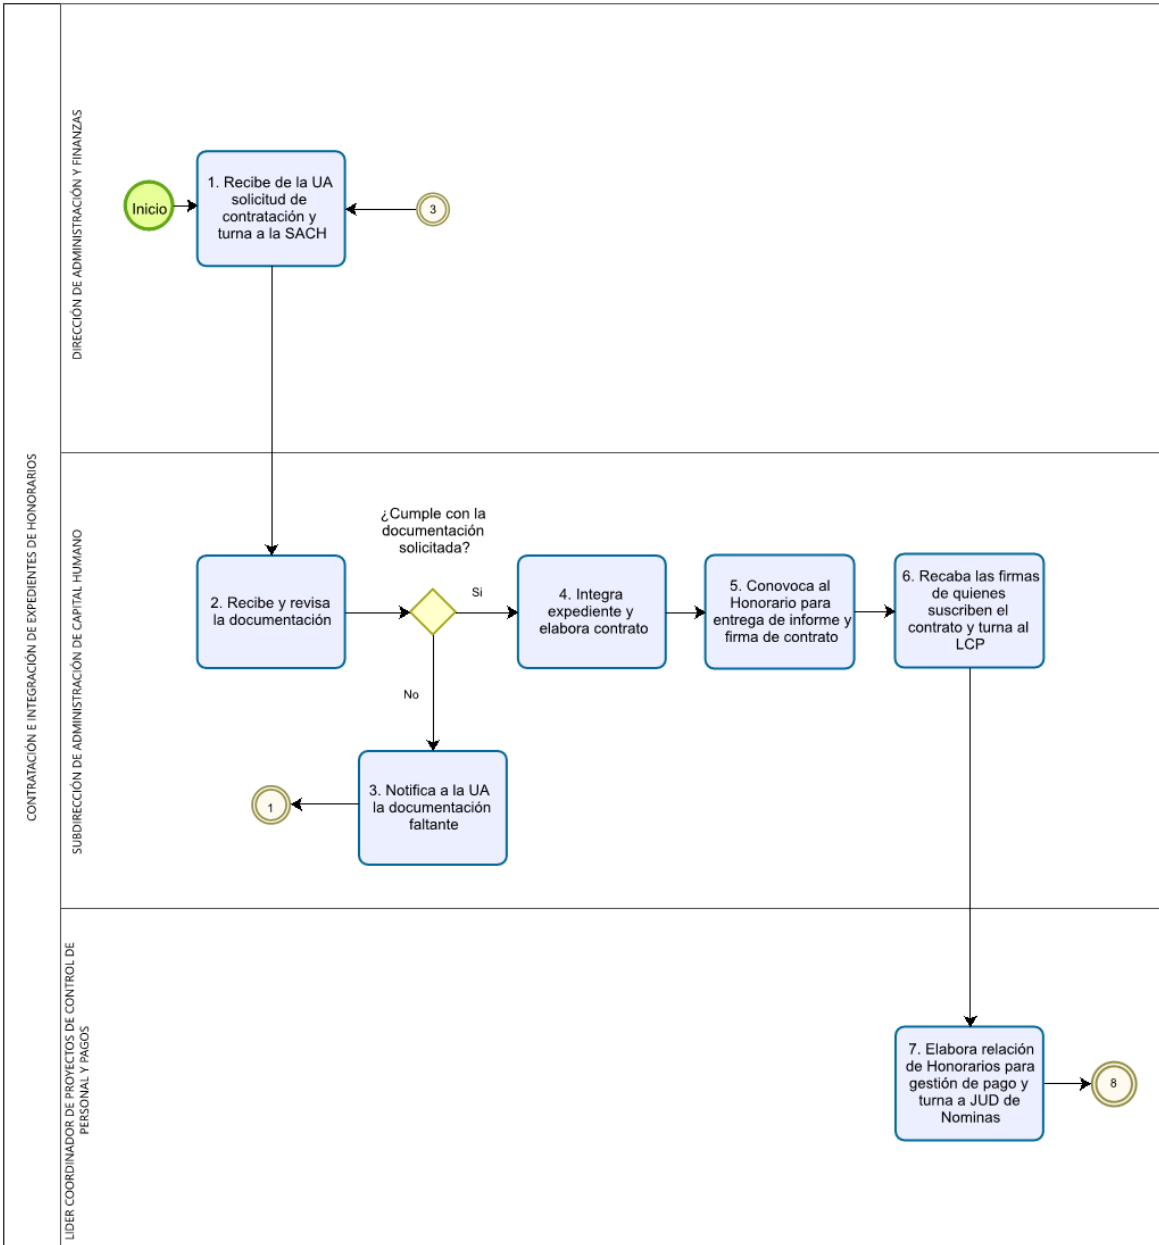 CONTRATACIÓN E INTEGRACIÓN DE EXPEDIENTES DE HONORARIOS
DIRECCIÓN DE ADMINISTRACIÓN Y FINANZAS
Inicio
1. Recibe de la UA
solicitud de
contratación y
turna a la SACH
3
SUBDIRECCIÓN DE ADMINISTRACIÓN DE CAPITAL HUMANO
2. Recibe y revisa
la documentación
¿Cumple con la
documentación
solicitada?
Si
No
3. Notifica a la UA
la documentación
faltante
1
4. Integra
expediente y
elabora contrato
5. Conovoca al
Honorario para
entrega de informe y
firma de contrato
6. Recaba las firmas
de quienes
suscriben el
contrato y turna al
LCP
LIDER COORDINADOR DE PROYECTOS DE CONTROL DE
PERSONAL Y PAGOS
7. Elabora relación
de Honorarios para
gestión de pago y
turna a JUD de
Nominas
8